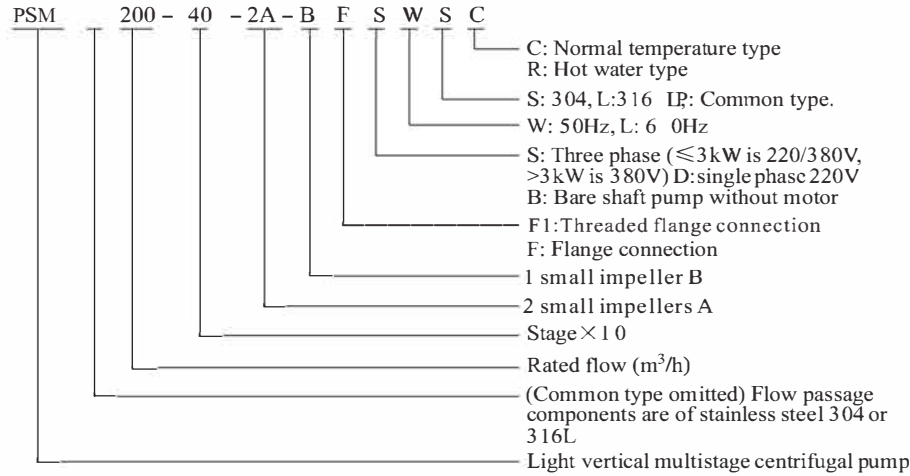 PSM 200 - 40 - 2A - B F S W S C
C: Normal temperature type
R: Hot water type
S: 304, L:316 LP,: Common type.
W: 50Hz, L: 6 0Hz
S: Three phase (≤3kW is 220/380V,
>3kW is 380V) D:single phase 220V
B: Bare shaft pump without motor
F1:Threaded flange connection
F: Flange connection
1 small impeller B
2 small impellers A
Stage×10
Rated flow (m³/h)
(Common type omitted) Flow passage
components are of stainless steel 304 or
316L
Light vertical multistage centrifugal pump